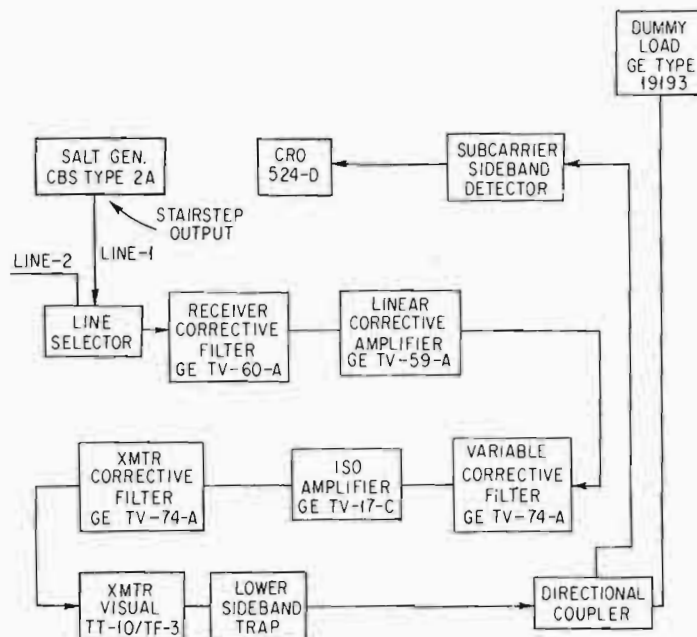 DUMMY
LOAD
GE TYPE
19193
SALT GEN.
CBS TYPE 2A
CRO
524-D
SUBCARRIER
SIDEBAND
DETECTOR
STAIRSTEP
OUTPUT
LINE-1
LINE-2
LINE
SELECTOR
RECEIVER
CORRECTIVE
FILTER
GE TV-60-A
LINEAR
CORRECTIVE
AMPLIFIER
GE TV-59-A
XMTR
CORRECTIVE
FILTER
GE TV-74-A
ISO
AMPLIFIER
GE TV-17-C
VARIABLE
CORRECTIVE
FILTER
GE TV-74-A
XMTR
VISUAL
TT-10/TF-3
LOWER
SIDEBAND
TRAP
DIRECTIONAL
COUPLER